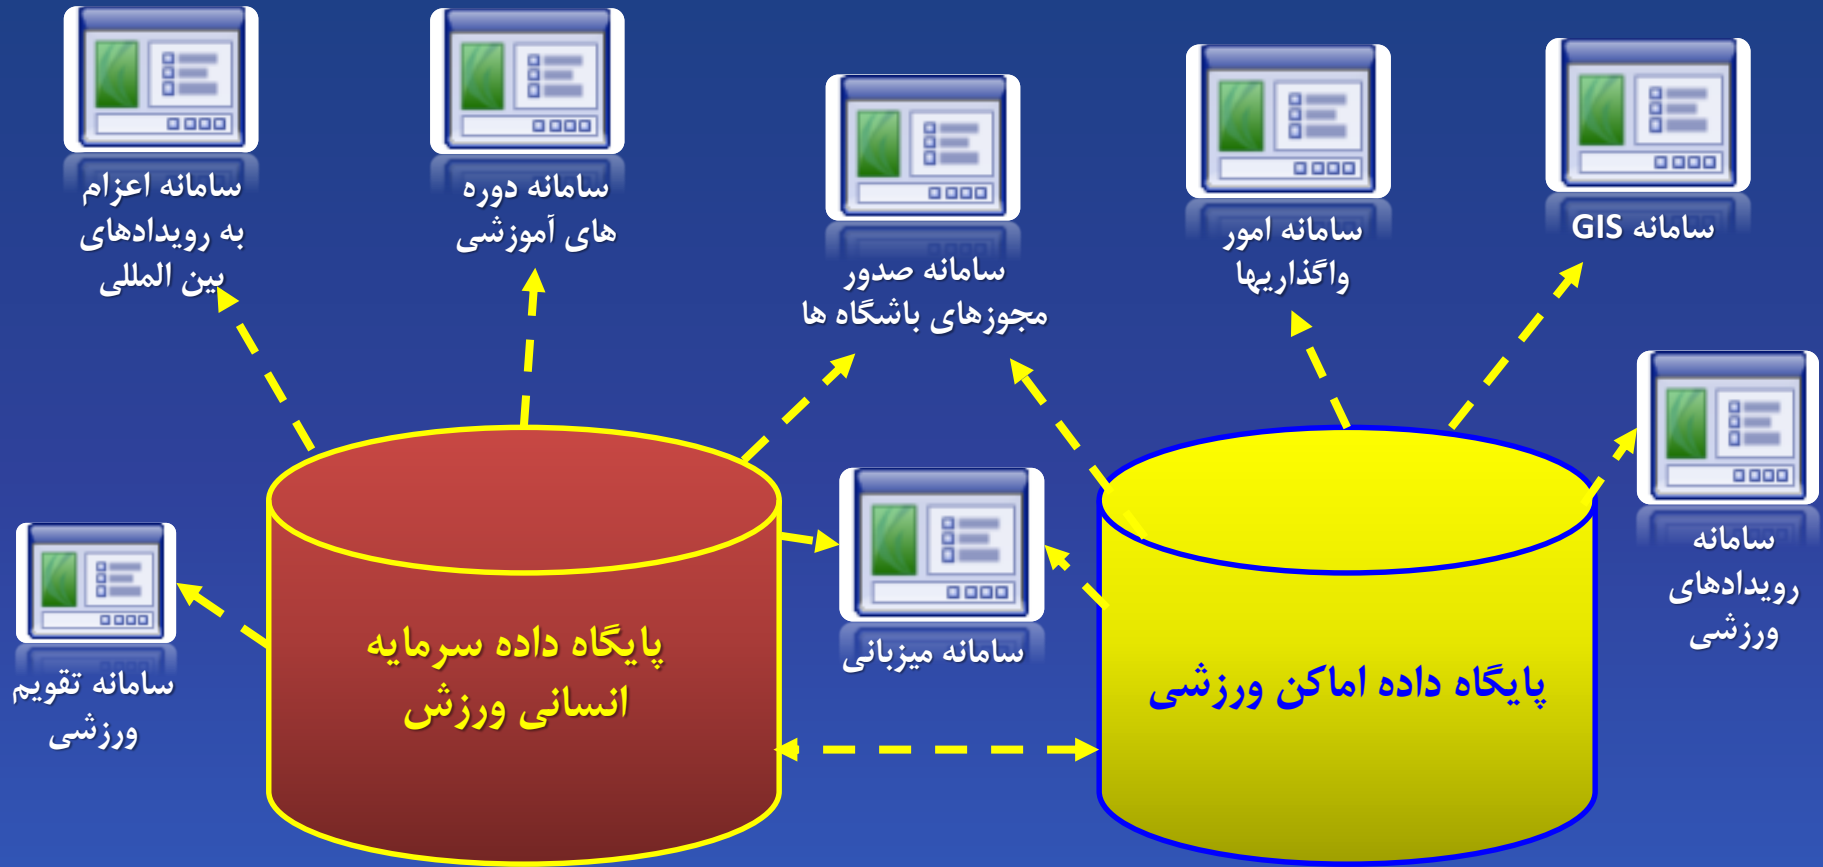 سامانه اعزام
به رویدادهای
بین المللی
سامانه دوره
های آموزشی
سامانه صدور
مجوزهای باشگاه ها
سامانه امور
واگذاریها
سامانه GIS
سامانه
رویدادهای
ورزشی
سامانه میزبانی
سامانه تقویم
ورزشی
پایگاه داده سرمایه
انسانی ورزش
پایگاه داده اماکن ورزشی